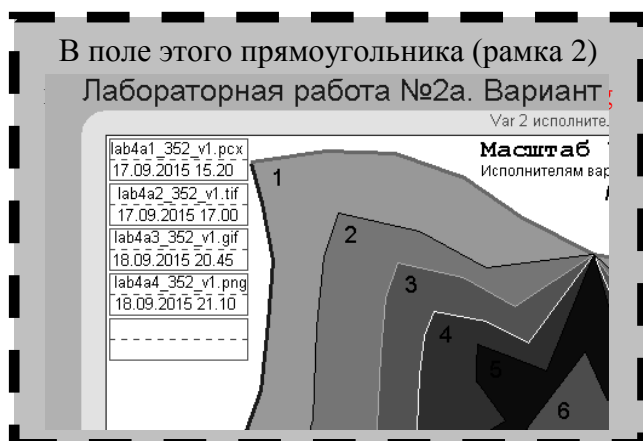 В поле этого прямоугольника (рамка 2)
Лабораторная работа №2а. Вариант
Var 2 исполните
Масштаб
Исполнителям вар
lab4a1_352_v1.pcx
17.09.2015 15.20
lab4a2_352_v1.tif
17.09.2015 17.00
lab4a3_352_v1.gif
18.09.2015 20.45
lab4a4_352_v1.png
18.09.2015 21.10
1
2
3
4
5
6